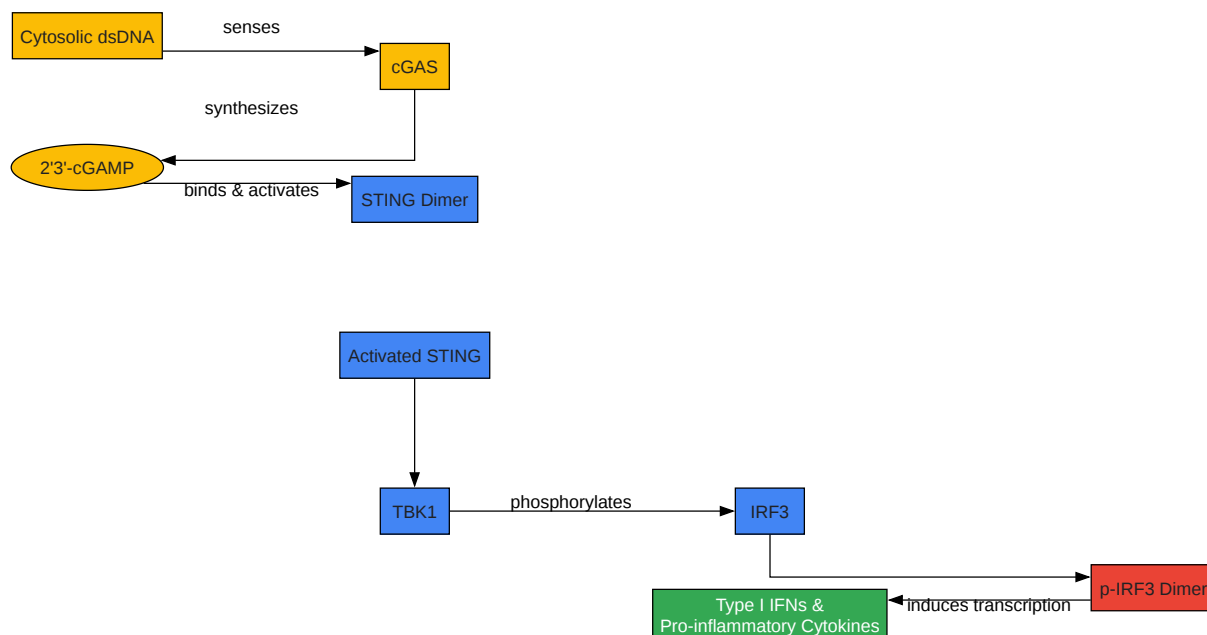 Cytosolic dsDNA
senses
cGAS
synthesizes
2'3'-cGAMP
binds & activates
STING Dimer
Activated STING
TBK1
phosphorylates
IRF3
p-IRF3 Dimer
induces transcription
Type I IFNs &
Pro-inflammatory Cytokines